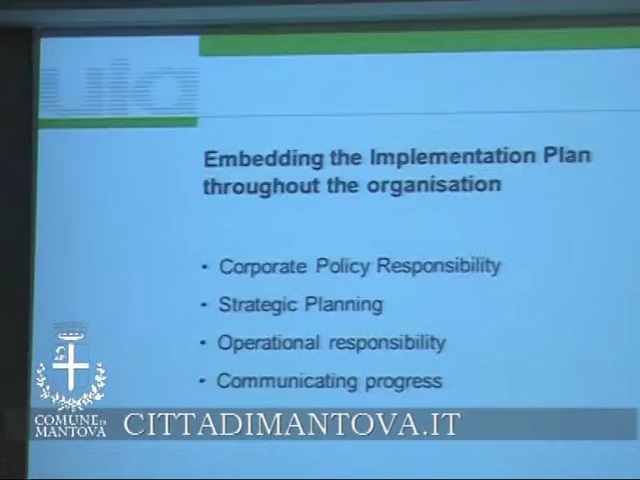 Embedding the Implementation Plan
throughout the organisation
• Corporate Policy Responsibility
• Strategic Planning
• Operational responsibility
• Communicating progress
COMUNE DI
MANTOVA
CITTADIMANTOVA.IT